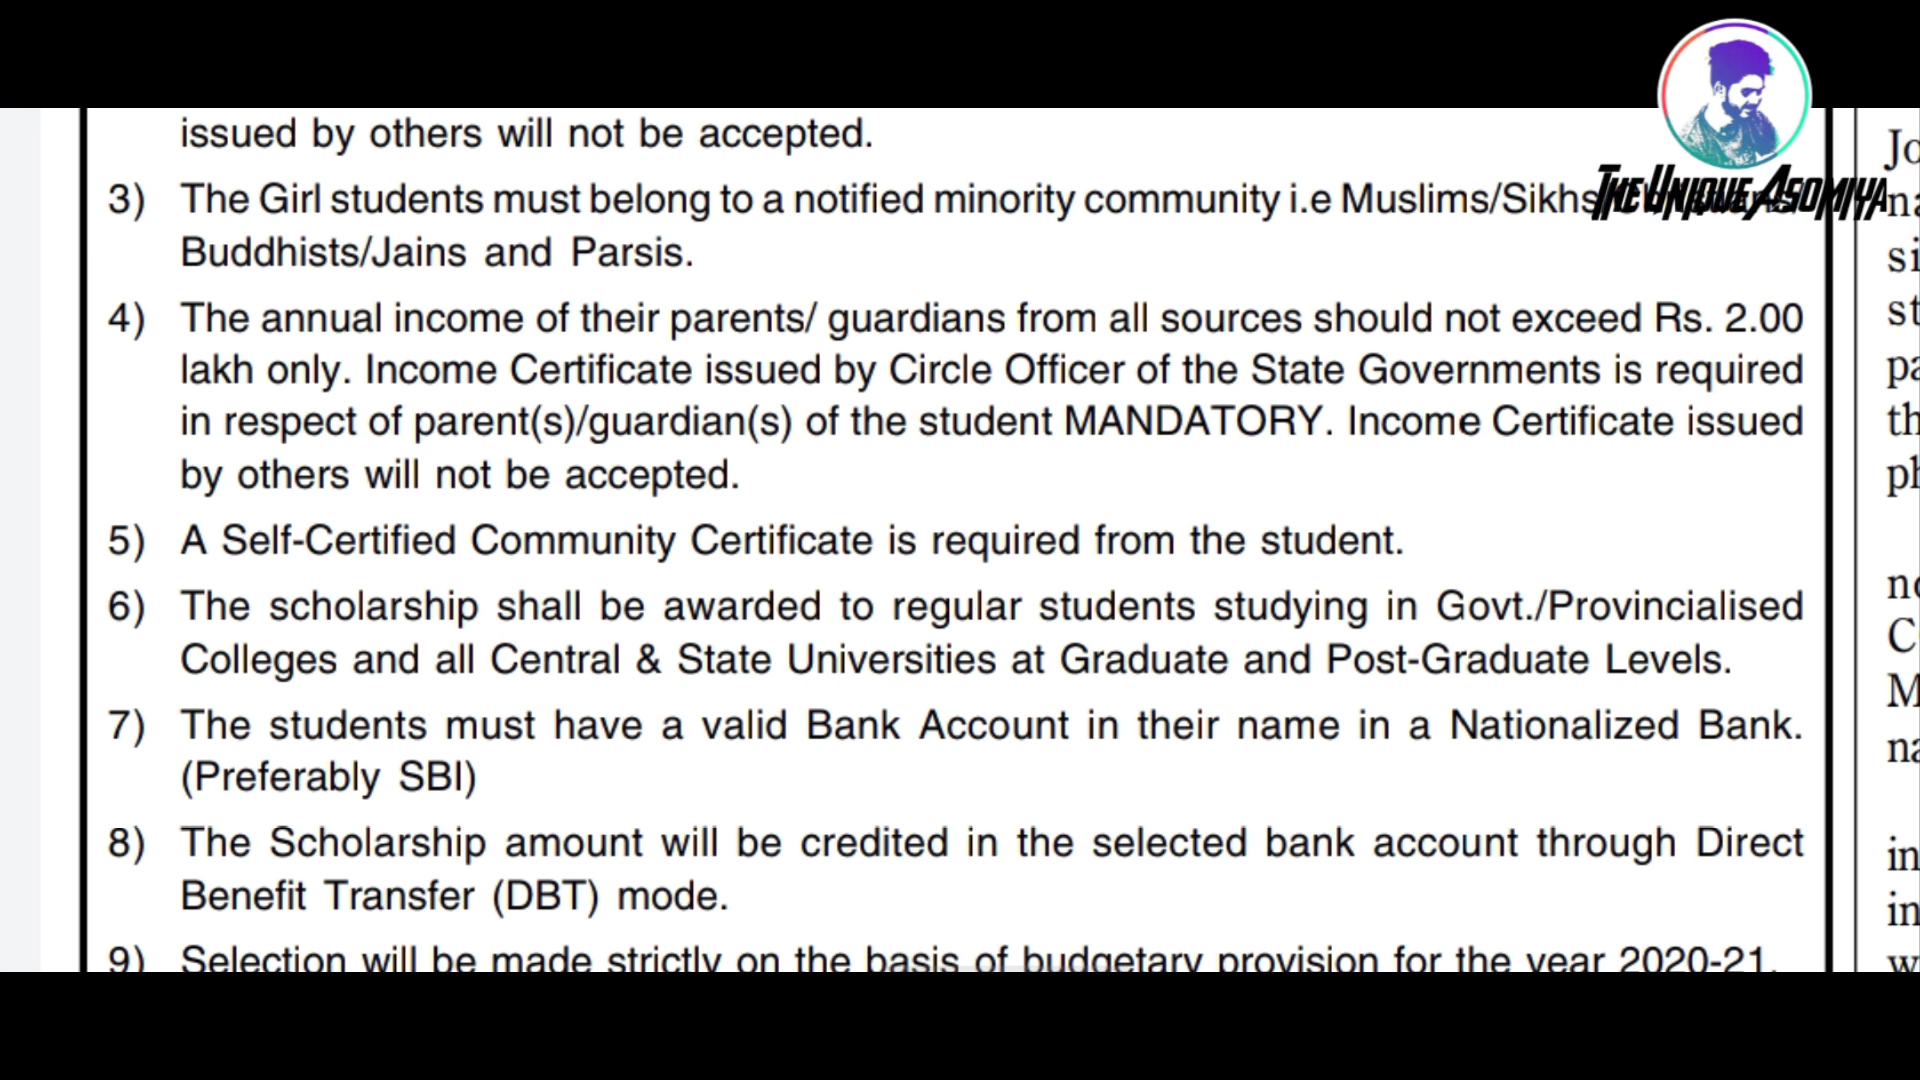 issued by others will not be accepted.
3) The Girl students must belong to a notified minority community i.e Muslims/Sikhs
Buddhists/Jains and Parsis.
4) The annual income of their parents/ guardians from all sources should not exceed Rs. 2.00
lakh only. Income Certificate issued by Circle Officer of the State Governments is required
in respect of parent(s)/guardian(s) of the student MANDATORY. Income Certificate issued
by others will not be accepted.
5) A Self-Certified Community Certificate is required from the student.
6) The scholarship shall be awarded to regular students studying in Govt./Provincialised
Colleges and all Central & State Universities at Graduate and Post-Graduate Levels.
7) The students must have a valid Bank Account in their name in a Nationalized Bank.
(Preferably SBI)
8) The Scholarship amount will be credited in the selected bank account through Direct
Benefit Transfer (DBT) mode.
9) Selection will be made strictly on the basis of budgetary provision for the year 2020-21.
The Unique Asomiya